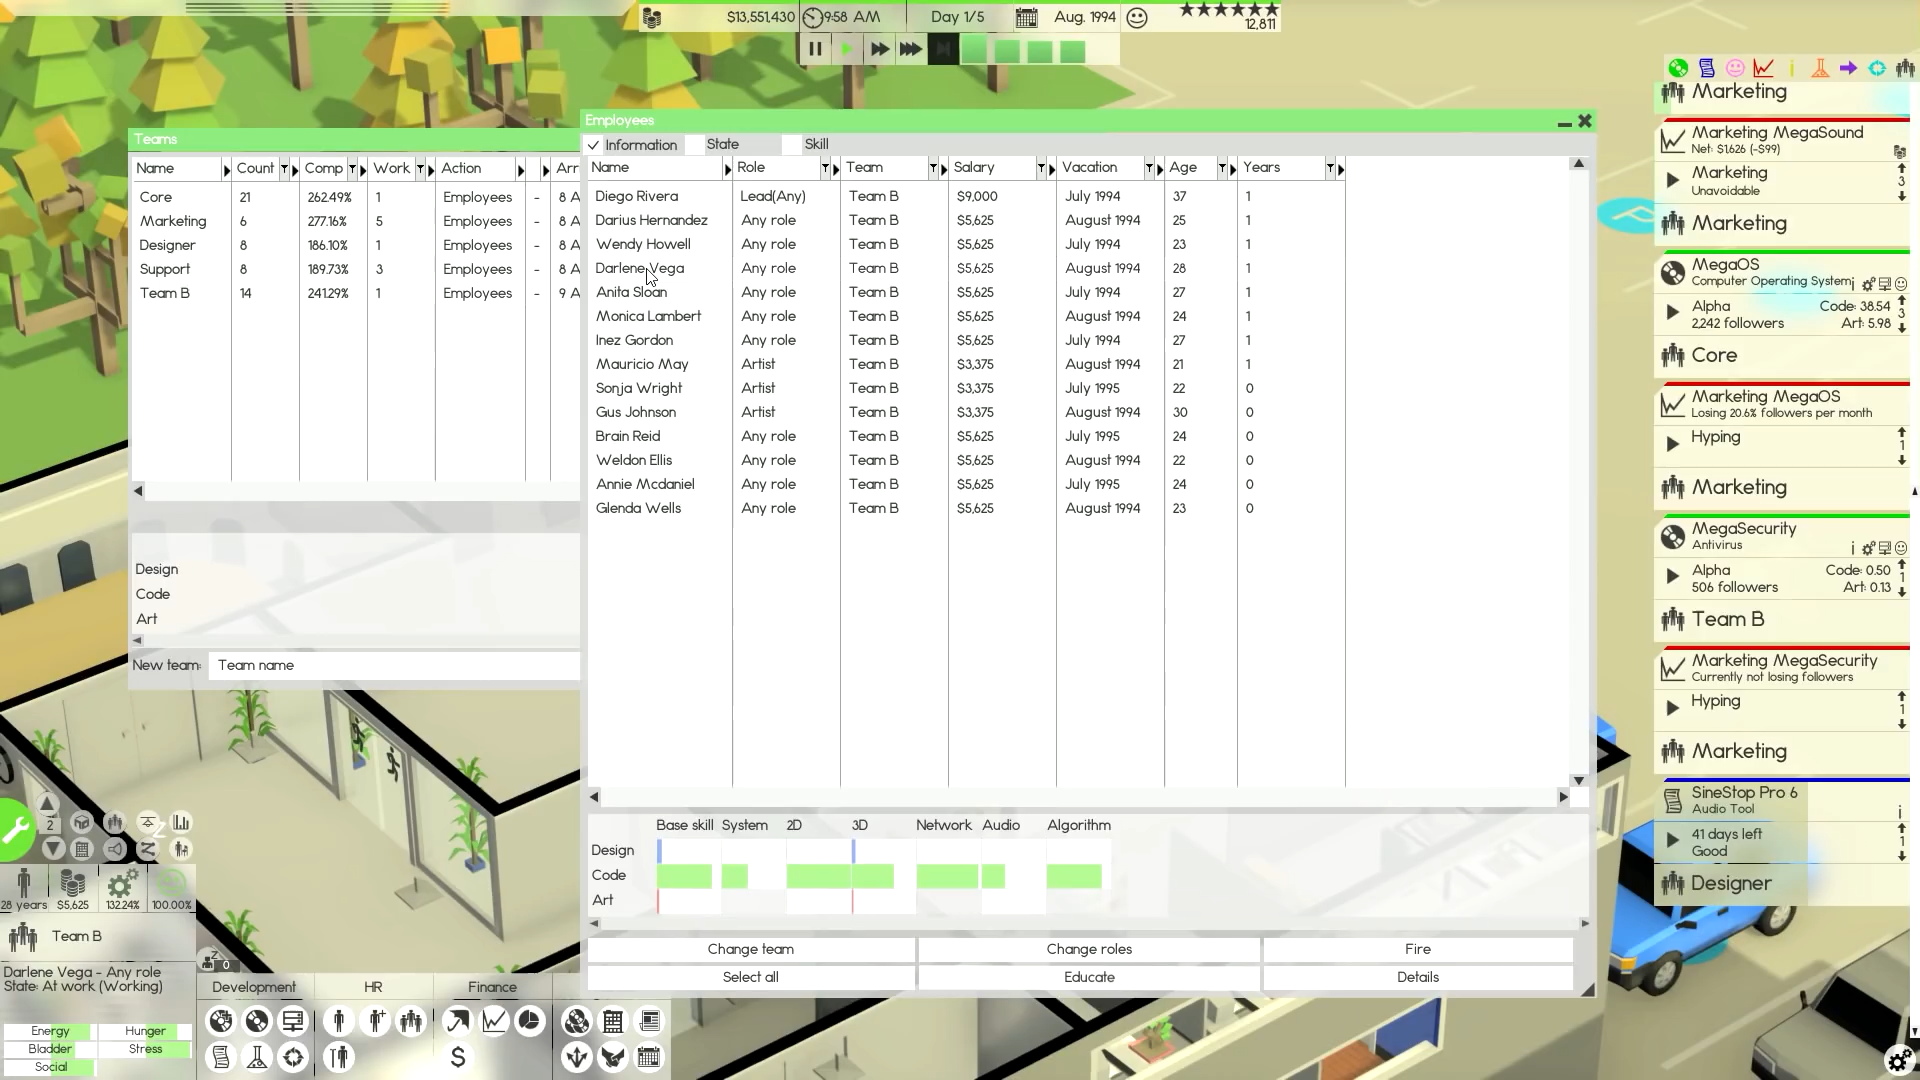 $13,551,430 9:58 AM Day 1/5 Aug. 1994 12,811
Teams
Name Count Comp Work Action Arr
Core 21 262.49% 1 Employees - 8 A
Marketing 6 277.16% 5 Employees - 8 A
Designer 8 186.10% 1 Employees - 8 A
Support 8 189.73% 3 Employees - 8 A
Team B 14 241.29% 1 Employees - 9 A
Design
Code
Art
New team: Team name
Employees
Information State Skill
Name Role Team Salary Vacation Age Years
Diego Rivera Lead(Any) Team B $9,000 July 1994 37 1
Darius Hernandez Any role Team B $5,625 August 1994 25 1
Wendy Howell Any role Team B $5,625 July 1994 23 1
Darlene Vega Any role Team B $5,625 August 1994 28 1
Anita Sloan Any role Team B $5,625 July 1994 27 1
Monica Lambert Any role Team B $5,625 August 1994 24 1
Inez Gordon Any role Team B $5,625 July 1994 27 1
Mauricio May Artist Team B $3,375 August 1994 21 1
Sonja Wright Artist Team B $3,375 July 1995 22 0
Gus Johnson Artist Team B $3,375 August 1994 30 0
Brain Reid Any role Team B $5,625 July 1995 24 0
Weldon Ellis Any role Team B $5,625 August 1994 22 0
Annie Mcdaniel Any role Team B $5,625 July 1995 24 0
Glenda Wells Any role Team B $5,625 August 1994 23 0
Base skill System 2D 3D Network Audio Algorithm
Design
Code
Art
Change team Change roles Fire
Select all Educate Details
Marketing
Marketing MegaSound
Net: $1,626 (-$99)
Marketing
Unavoidable
3
Marketing
MegaOS
Computer Operating System
Alpha Code: 38.54
2,242 followers Art: 5.98
3
Core
Marketing MegaOS
Losing 20.6% followers per month
Hyping
1
Marketing
MegaSecurity
Antivirus
Alpha Code: 0.50
506 followers Art: 0.13
1
Team B
Marketing MegaSecurity
Currently not losing followers
Hyping
1
Marketing
SineStop Pro 6
Audio Tool
41 days left
Good
1
Designer
2
28 years $5,625 132.24% 100.00%
Team B
Darlene Vega - Any role
State: At work (Working)
Energy Hunger
Bladder Stress
Social
0
Development HR Finance